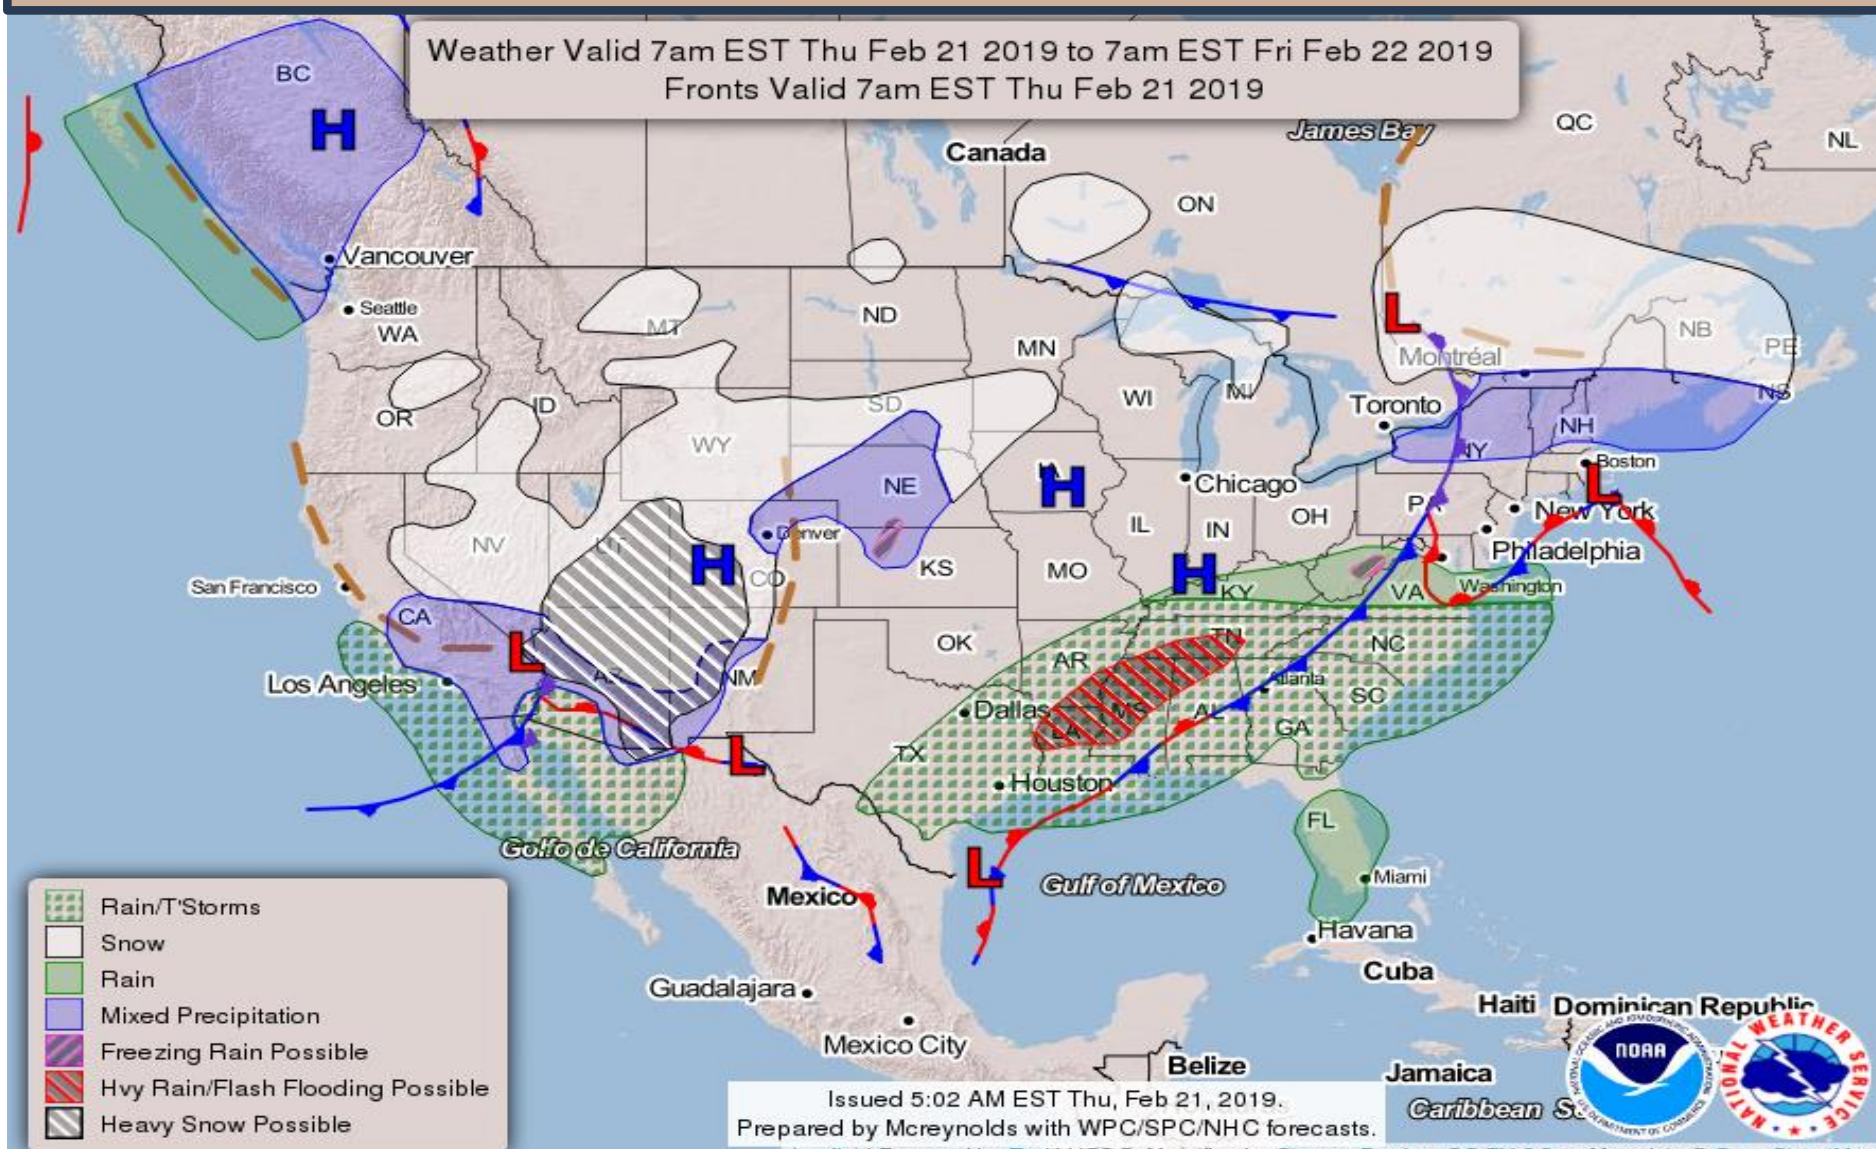 Weather Valid 7am EST Thu Feb 21 2019 to 7am EST Fri Feb 22 2019
Fronts Valid 7am EST Thu Feb 21 2019
BC
H
James Bay
QC
NL
Canada
ON
Vancouver
Seattle
WA
MT
ND
MN
L
Montréal
NB
PE
NS
OR
ID
SD
WI
MI
Toronto
NH
NY
WY
NE
H
Chicago
Boston
L
New York
PA
NV
UT
Denver
H
CO
KS
MO
IL
IN
OH
Philadelphia
San Francisco
H
KY
VA
Washington
CA
L
AZ
NM
OK
AR
TN
NC
Los Angeles
Dallas
MS
AL
Atlanta
SC
LA
GA
TX
L
Houston
FL
Golfo de California
L
Gulf of Mexico
Miami
Mexico
Havana
Cuba
Guadalajara
Haiti
Dominican Republic
Mexico City
Belize
Jamaica
Caribbean
Rain/T'Storms
Snow
Rain
Mixed Precipitation
Freezing Rain Possible
Hvy Rain/Flash Flooding Possible
Heavy Snow Possible
Issued 5:02 AM EST Thu, Feb 21, 2019.
Prepared by Mcreynolds with WPC/SPC/NHC forecasts.
NOAA
NATIONAL WEATHER SERVICE